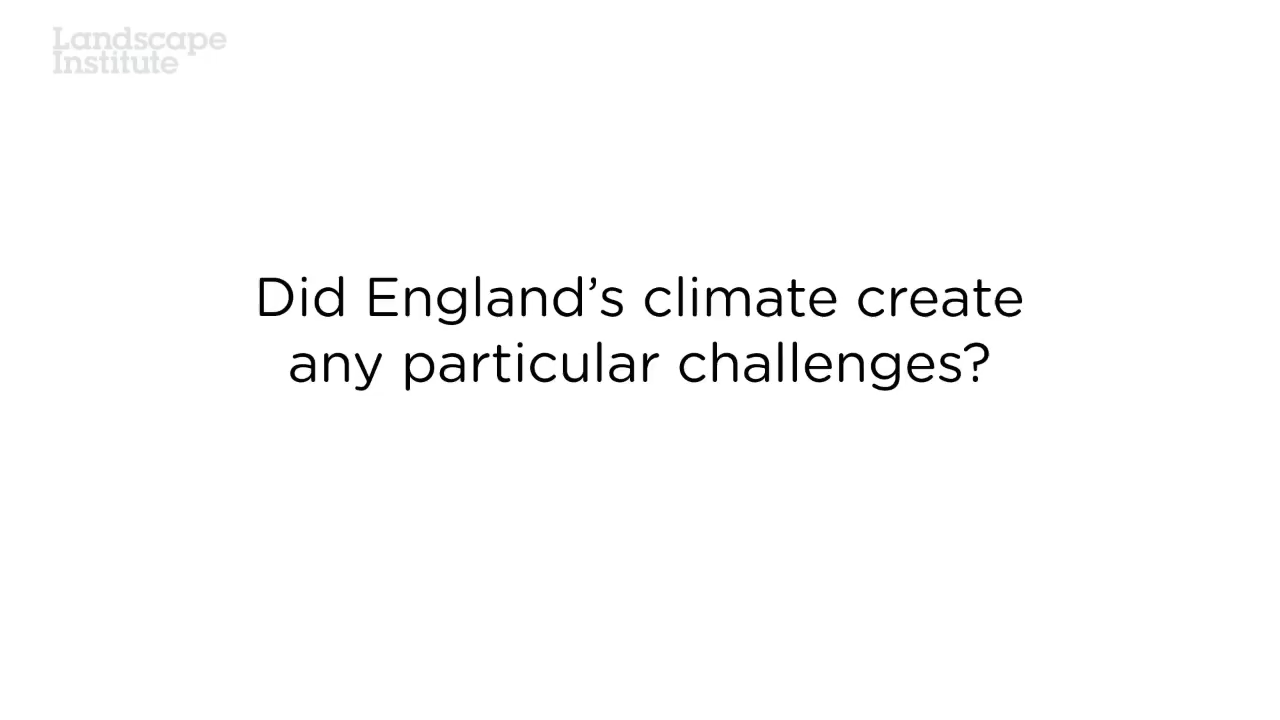 Landscape
Institute
Did England’s climate create
any particular challenges?